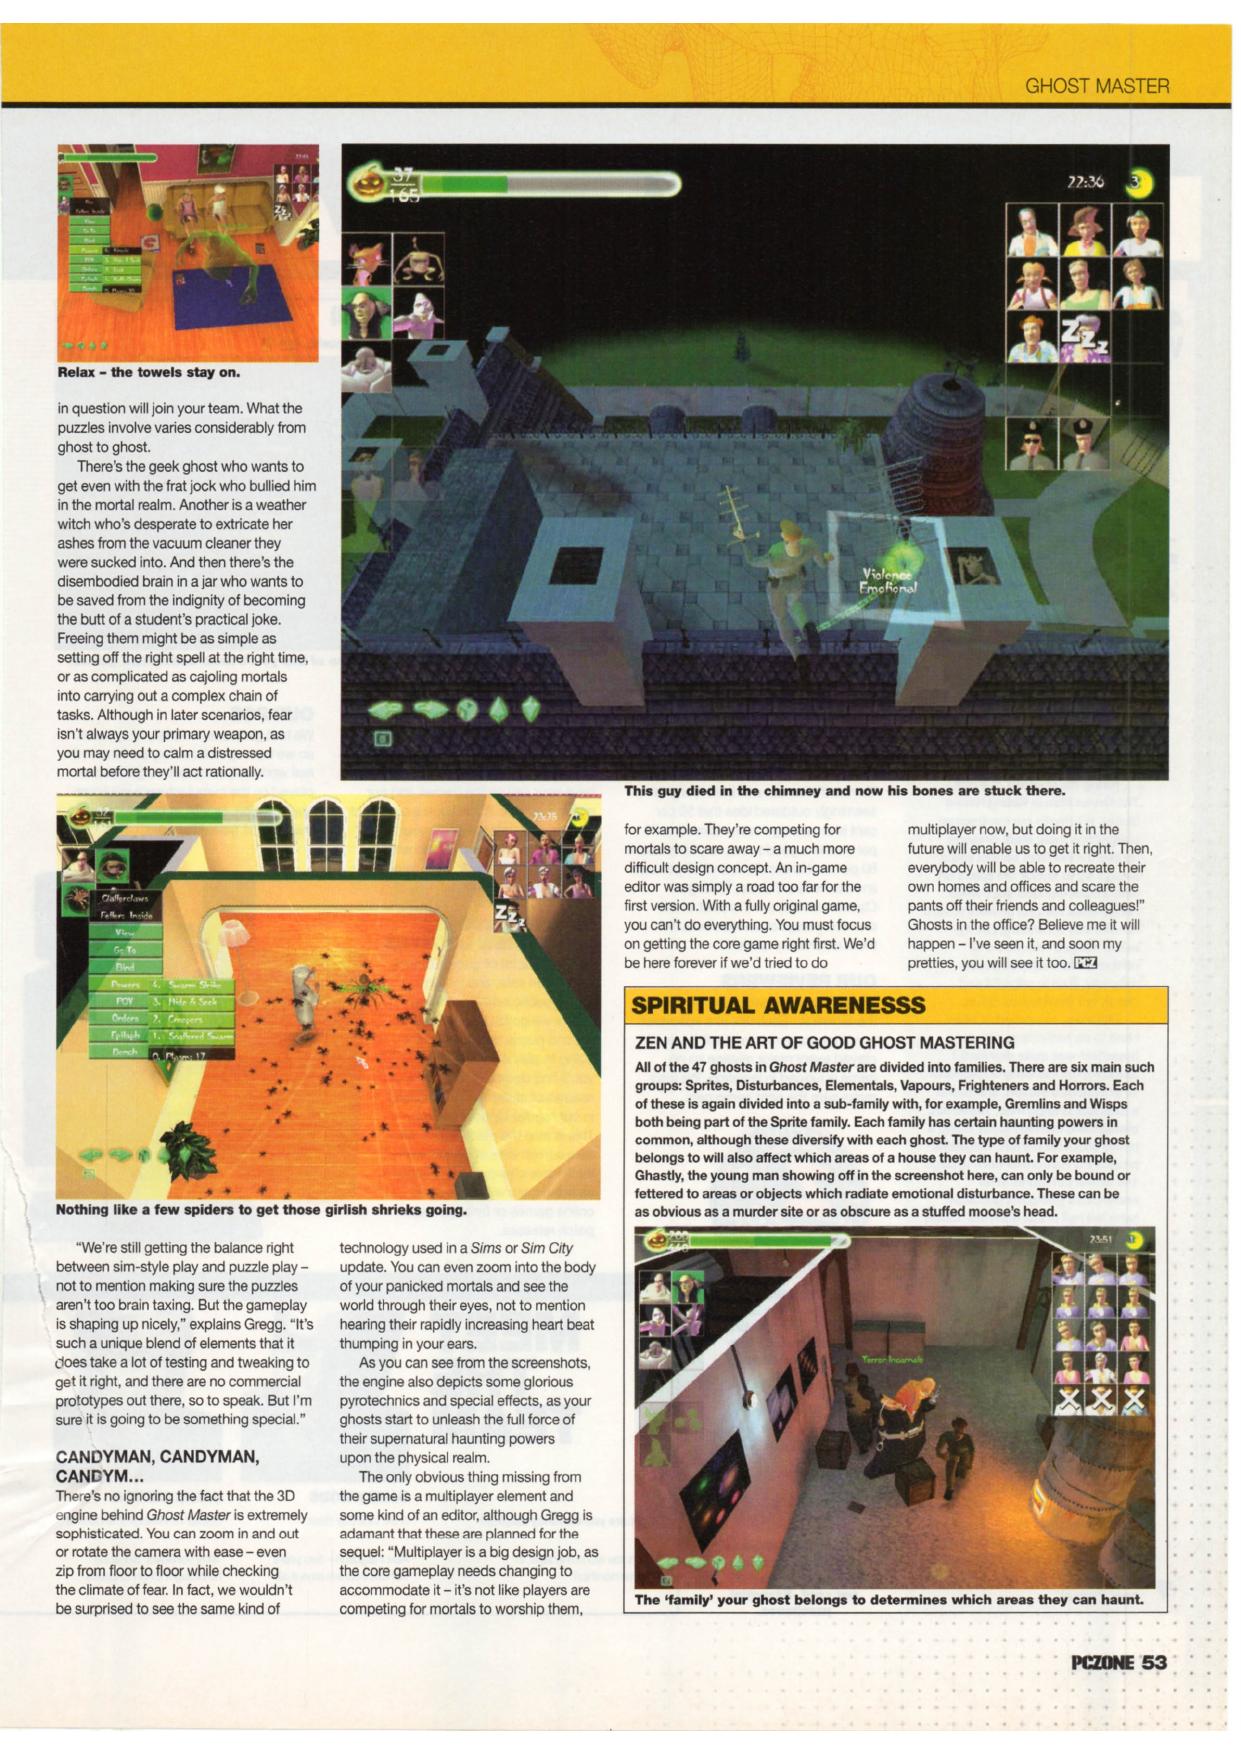 GHOST MASTER
37
165
22:36
3
Violence
Emotional
Relax – the towels stay on.
in question will join your team. What the
puzzles involve varies considerably from
ghost to ghost.
There's the geek ghost who wants to
get even with the frat jock who bullied him
in the mortal realm. Another is a weather
witch who's desperate to extricate her
ashes from the vacuum cleaner they
were sucked into. And then there's the
disembodied brain in a jar who wants to
be saved from the indignity of becoming
the butt of a student's practical joke.
Freeing them might be as simple as
setting off the right spell at the right time,
or as complicated as cajoling mortals
into carrying out a complex chain of
tasks. Although in later scenarios, fear
isn't always your primary weapon, as
you may need to calm a distressed
mortal before they'll act rationally.
This guy died in the chimney and now his bones are stuck there.
Clatterclaws
Fetters: Inside
View
Go To
Bind
Powers 4. Swarm Strike
POV 3. Hide & Seek
Orders 2. Creepers
Epitaph 1. Scattered Swarm
Bench 0. Plasm: 17
Nothing like a few spiders to get those girlish shrieks going.
"We're still getting the balance right
between sim-style play and puzzle play –
not to mention making sure the puzzles
aren't too brain taxing. But the gameplay
is shaping up nicely," explains Gregg. "It's
such a unique blend of elements that it
does take a lot of testing and tweaking to
get it right, and there are no commercial
prototypes out there, so to speak. But I'm
sure it is going to be something special."
CANDYMAN, CANDYMAN,
CANDYM...
There's no ignoring the fact that the 3D
engine behind Ghost Master is extremely
sophisticated. You can zoom in and out
or rotate the camera with ease – even
zip from floor to floor while checking
the climate of fear. In fact, we wouldn't
be surprised to see the same kind of
technology used in a Sims or Sim City
update. You can even zoom into the body
of your panicked mortals and see the
world through their eyes, not to mention
hearing their rapidly increasing heart beat
thumping in your ears.
As you can see from the screenshots,
the engine also depicts some glorious
pyrotechnics and special effects, as your
ghosts start to unleash the full force of
their supernatural haunting powers
upon the physical realm.
The only obvious thing missing from
the game is a multiplayer element and
some kind of an editor, although Gregg is
adamant that these are planned for the
sequel: "Multiplayer is a big design job, as
the core gameplay needs changing to
accommodate it – it's not like players are
competing for mortals to worship them,
for example. They're competing for
mortals to scare away – a much more
difficult design concept. An in-game
editor was simply a road too far for the
first version. With a fully original game,
you can't do everything. You must focus
on getting the core game right first. We'd
be here forever if we'd tried to do
multiplayer now, but doing it in the
future will enable us to get it right. Then,
everybody will be able to recreate their
own homes and offices and scare the
pants off their friends and colleagues!"
Ghosts in the office? Believe me it will
happen – I've seen it, and soon my
pretties, you will see it too. PCZ
SPIRITUAL AWARENESSS
ZEN AND THE ART OF GOOD GHOST MASTERING
All of the 47 ghosts in Ghost Master are divided into families. There are six main such
groups: Sprites, Disturbances, Elementals, Vapours, Frighteners and Horrors. Each
of these is again divided into a sub-family with, for example, Gremlins and Wisps
both being part of the Sprite family. Each family has certain haunting powers in
common, although these diversify with each ghost. The type of family your ghost
belongs to will also affect which areas of a house they can haunt. For example,
Ghastly, the young man showing off in the screenshot here, can only be bound or
fettered to areas or objects which radiate emotional disturbance. These can be
as obvious as a murder site or as obscure as a stuffed moose's head.
23:51
Terror Incarnate
The 'family' your ghost belongs to determines which areas they can haunt.
PCZONE 53